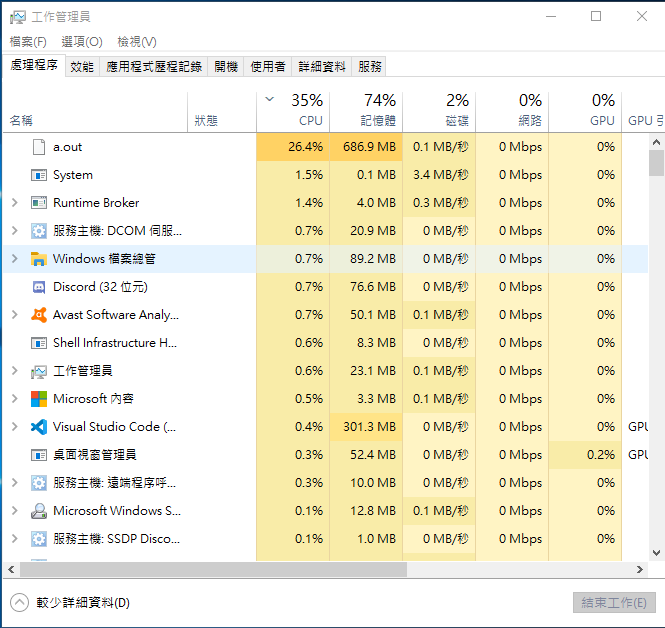 工作管理員
檔案(F) 選項(O) 檢視(V)
處理程序 效能 應用程式歷程記錄 開機 使用者 詳細資料 服務
35% 74% 2% 0% 0%
名稱 狀態 CPU 記憶體 磁碟 網路 GPU GPU 引
a.out 26.4% 686.9 MB 0.1 MB/秒 0 Mbps 0%
System 1.5% 0.1 MB 3.4 MB/秒 0 Mbps 0%
Runtime Broker 1.4% 4.0 MB 0.3 MB/秒 0 Mbps 0%
服務主機: DCOM 伺服... 0.7% 20.9 MB 0 MB/秒 0 Mbps 0%
Windows 檔案總管 0.7% 89.2 MB 0 MB/秒 0 Mbps 0%
Discord (32 位元) 0.7% 76.6 MB 0 MB/秒 0 Mbps 0%
Avast Software Analy... 0.7% 50.1 MB 0.1 MB/秒 0 Mbps 0%
Shell Infrastructure H... 0.6% 8.3 MB 0 MB/秒 0 Mbps 0%
工作管理員 0.6% 23.1 MB 0.1 MB/秒 0 Mbps 0%
Microsoft 內容 0.5% 3.3 MB 0.1 MB/秒 0 Mbps 0%
Visual Studio Code (... 0.4% 301.3 MB 0 MB/秒 0 Mbps 0% GPU
桌面視窗管理員 0.3% 52.4 MB 0 MB/秒 0 Mbps 0.2% GPU
服務主機: 遠端程序呼... 0.3% 10.0 MB 0 MB/秒 0 Mbps 0%
Microsoft Windows S... 0.1% 12.8 MB 0.1 MB/秒 0 Mbps 0%
服務主機: SSDP Disco... 0.1% 1.0 MB 0 MB/秒 0 Mbps 0%
較少詳細資料(D) 結束工作(E)